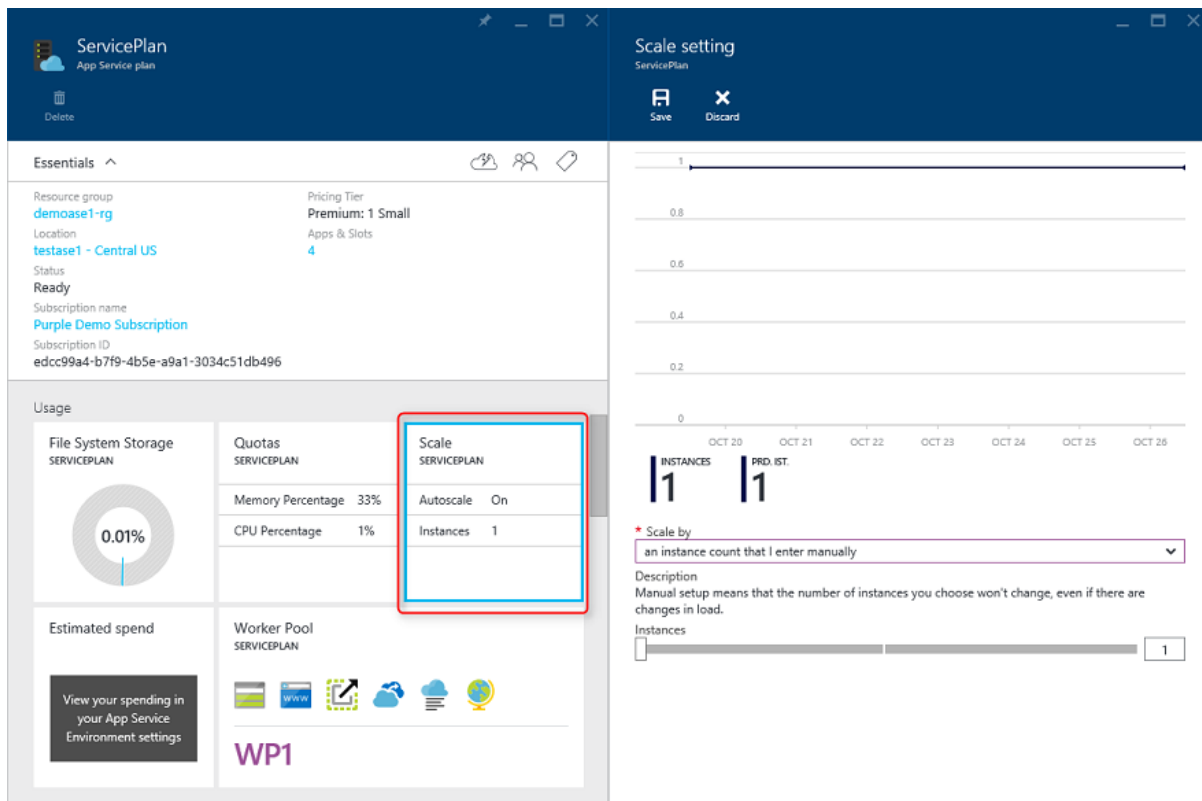 ServicePlan
App Service plan
Delete
Essentials
Resource group
demoase1-rg
Location
testase1 - Central US
Status
Ready
Subscription name
Purple Demo Subscription
Subscription ID
edcc99a4-b7f9-4b5e-a9a1-3034c51db496
Pricing Tier
Premium: 1 Small
Apps & Slots
4
Usage
File System Storage
SERVICEPLAN
0.01%
Quotas
SERVICEPLAN
Memory Percentage 33%
CPU Percentage 1%
Scale
SERVICEPLAN
Autoscale On
Instances 1
Estimated spend
View your spending in
your App Service
Environment settings
Worker Pool
SERVICEPLAN
www
WP1
Scale setting
ServicePlan
Save Discard
1
0.8
0.6
0.4
0.2
0
OCT 20 OCT 21 OCT 22 OCT 23 OCT 24 OCT 25 OCT 26
INSTANCES PRD. IST.
1 1
* Scale by
an instance count that I enter manually
Description
Manual setup means that the number of instances you choose won't change, even if there are
changes in load.
Instances
1